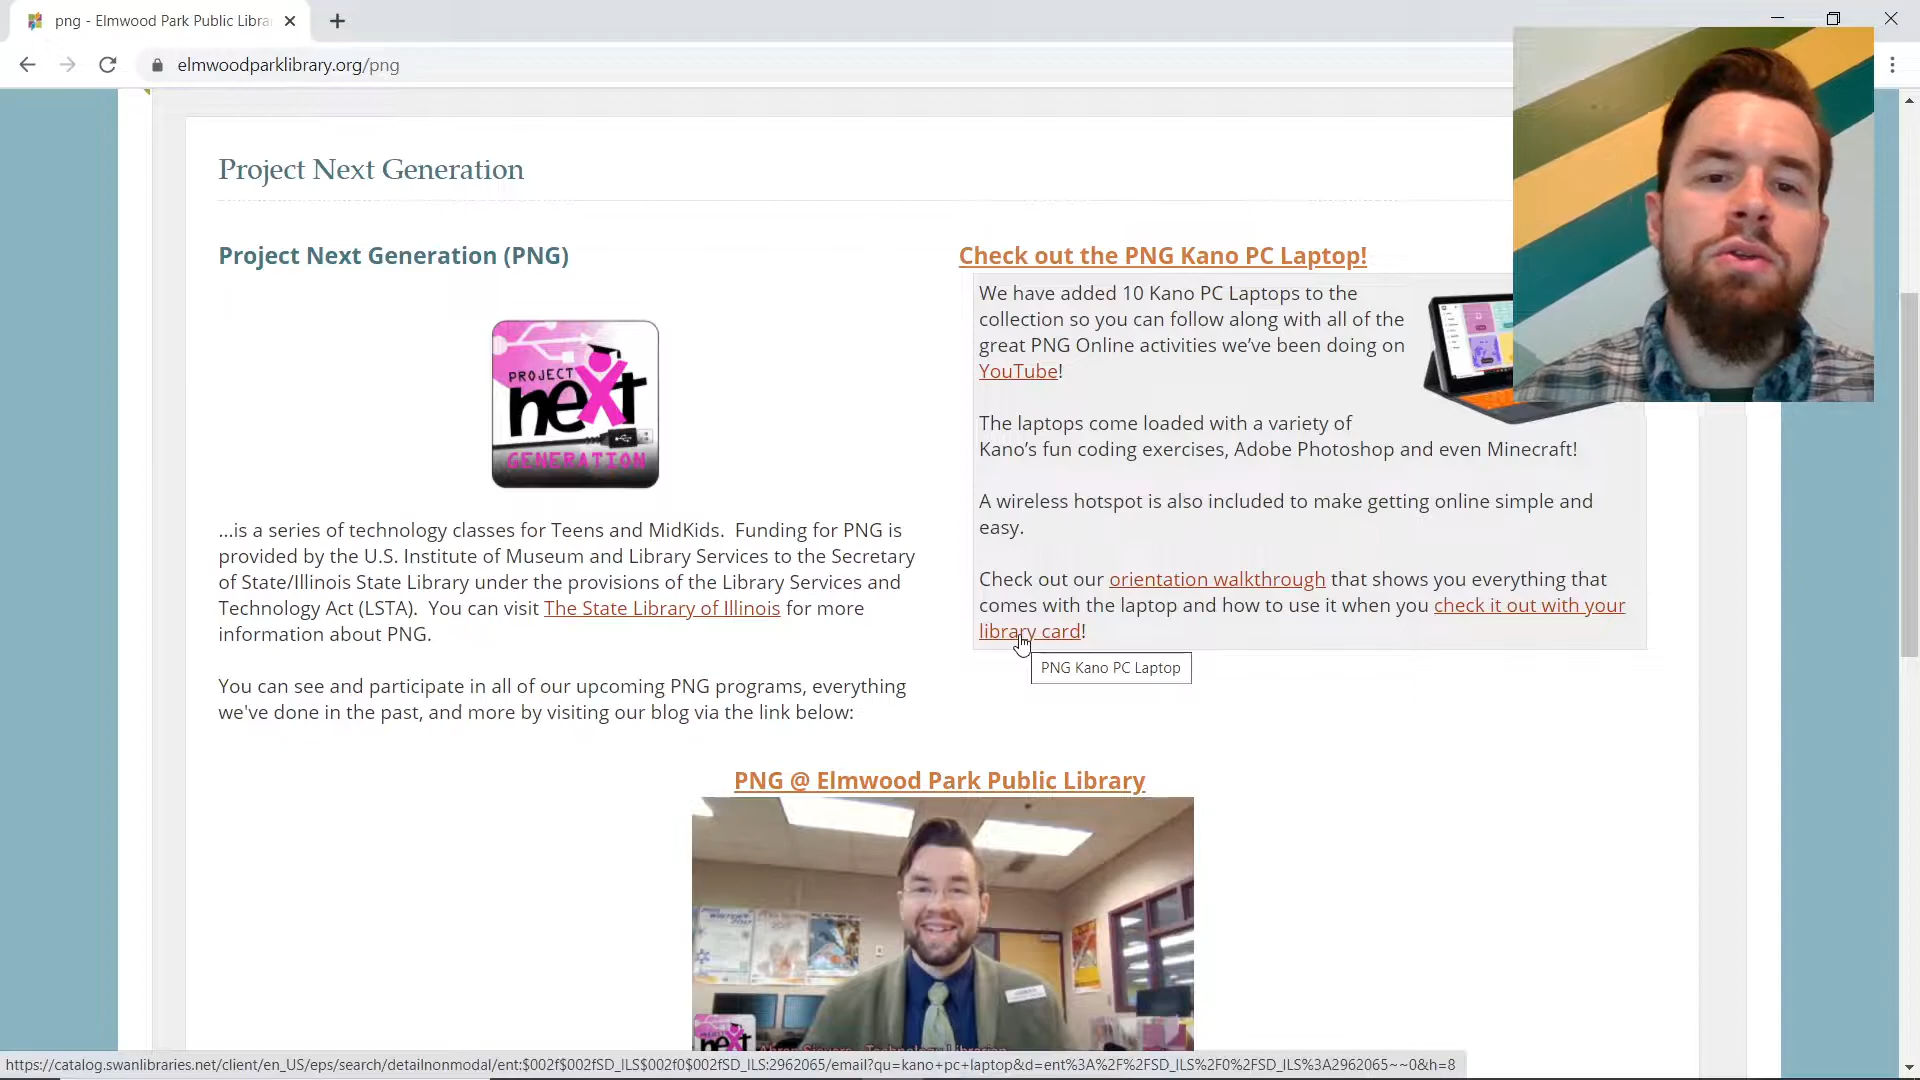 png - Elmwood Park Public Libra
elmwoodparklibrary.org/png
Project Next Generation
Project Next Generation (PNG)
PROJECT
neXt
GENERATION
...is a series of technology classes for Teens and MidKids. Funding for PNG is
provided by the U.S. Institute of Museum and Library Services to the Secretary
of State/Illinois State Library under the provisions of the Library Services and
Technology Act (LSTA). You can visit The State Library of Illinois for more
information about PNG.
You can see and participate in all of our upcoming PNG programs, everything
we've done in the past, and more by visiting our blog via the link below:
Check out the PNG Kano PC Laptop!
We have added 10 Kano PC Laptops to the
collection so you can follow along with all of the
great PNG Online activities we’ve been doing on
YouTube!
The laptops come loaded with a variety of
Kano’s fun coding exercises, Adobe Photoshop and even Minecraft!
A wireless hotspot is also included to make getting online simple and
easy.
Check out our orientation walkthrough that shows you everything that
comes with the laptop and how to use it when you check it out with your
library card!
PNG Kano PC Laptop
PNG @ Elmwood Park Public Library
PROJECT
neXt
https://catalog.swanlibraries.net/client/en_US/eps/search/detailnonmodal/ent:$002f$002fSD_ILS$002f0$002fSD_ILS:2962065/email?qu=kano+pc+laptop&d=ent%3A%2F%2FSD_ILS%2F0%2FSD_ILS%3A2962065~~0&h=8